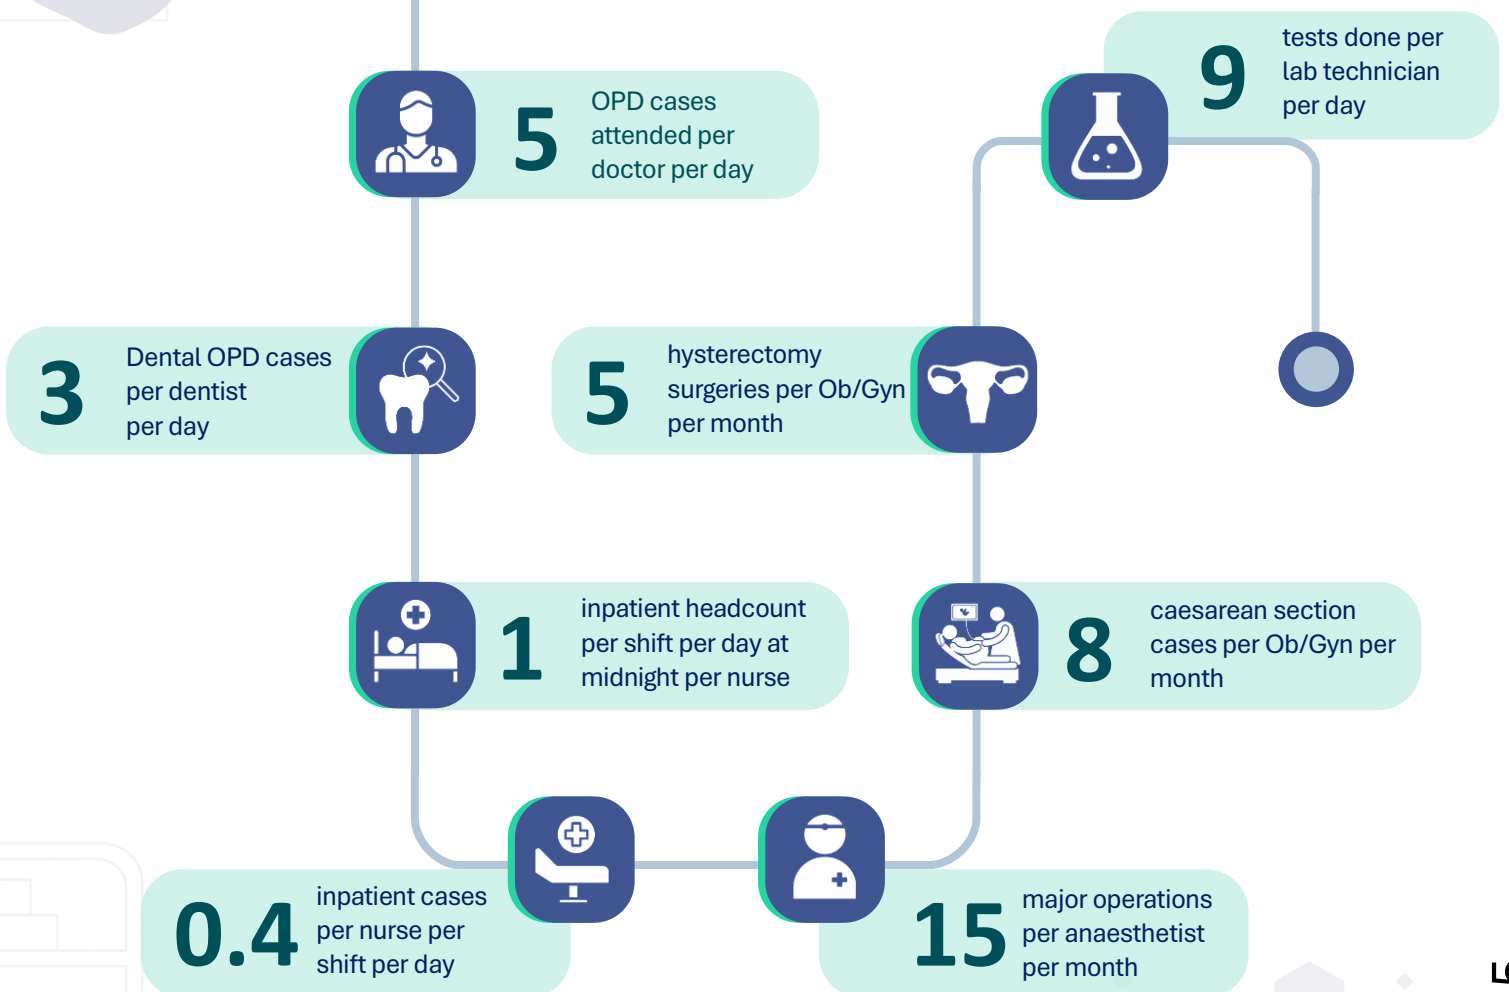 5
OPD cases
attended per
doctor per day
3
Dental OPD cases
per dentist
per day
1
inpatient headcount
per shift per day at
midnight per nurse
0.4
inpatient cases
per nurse per
shift per day
15
major operations
per anaesthetist
per month
8
caesarean section
cases per Ob/Gyn per
month
5
hysterectomy
surgeries per Ob/Gyn
per month
9
tests done per
lab technician
per day